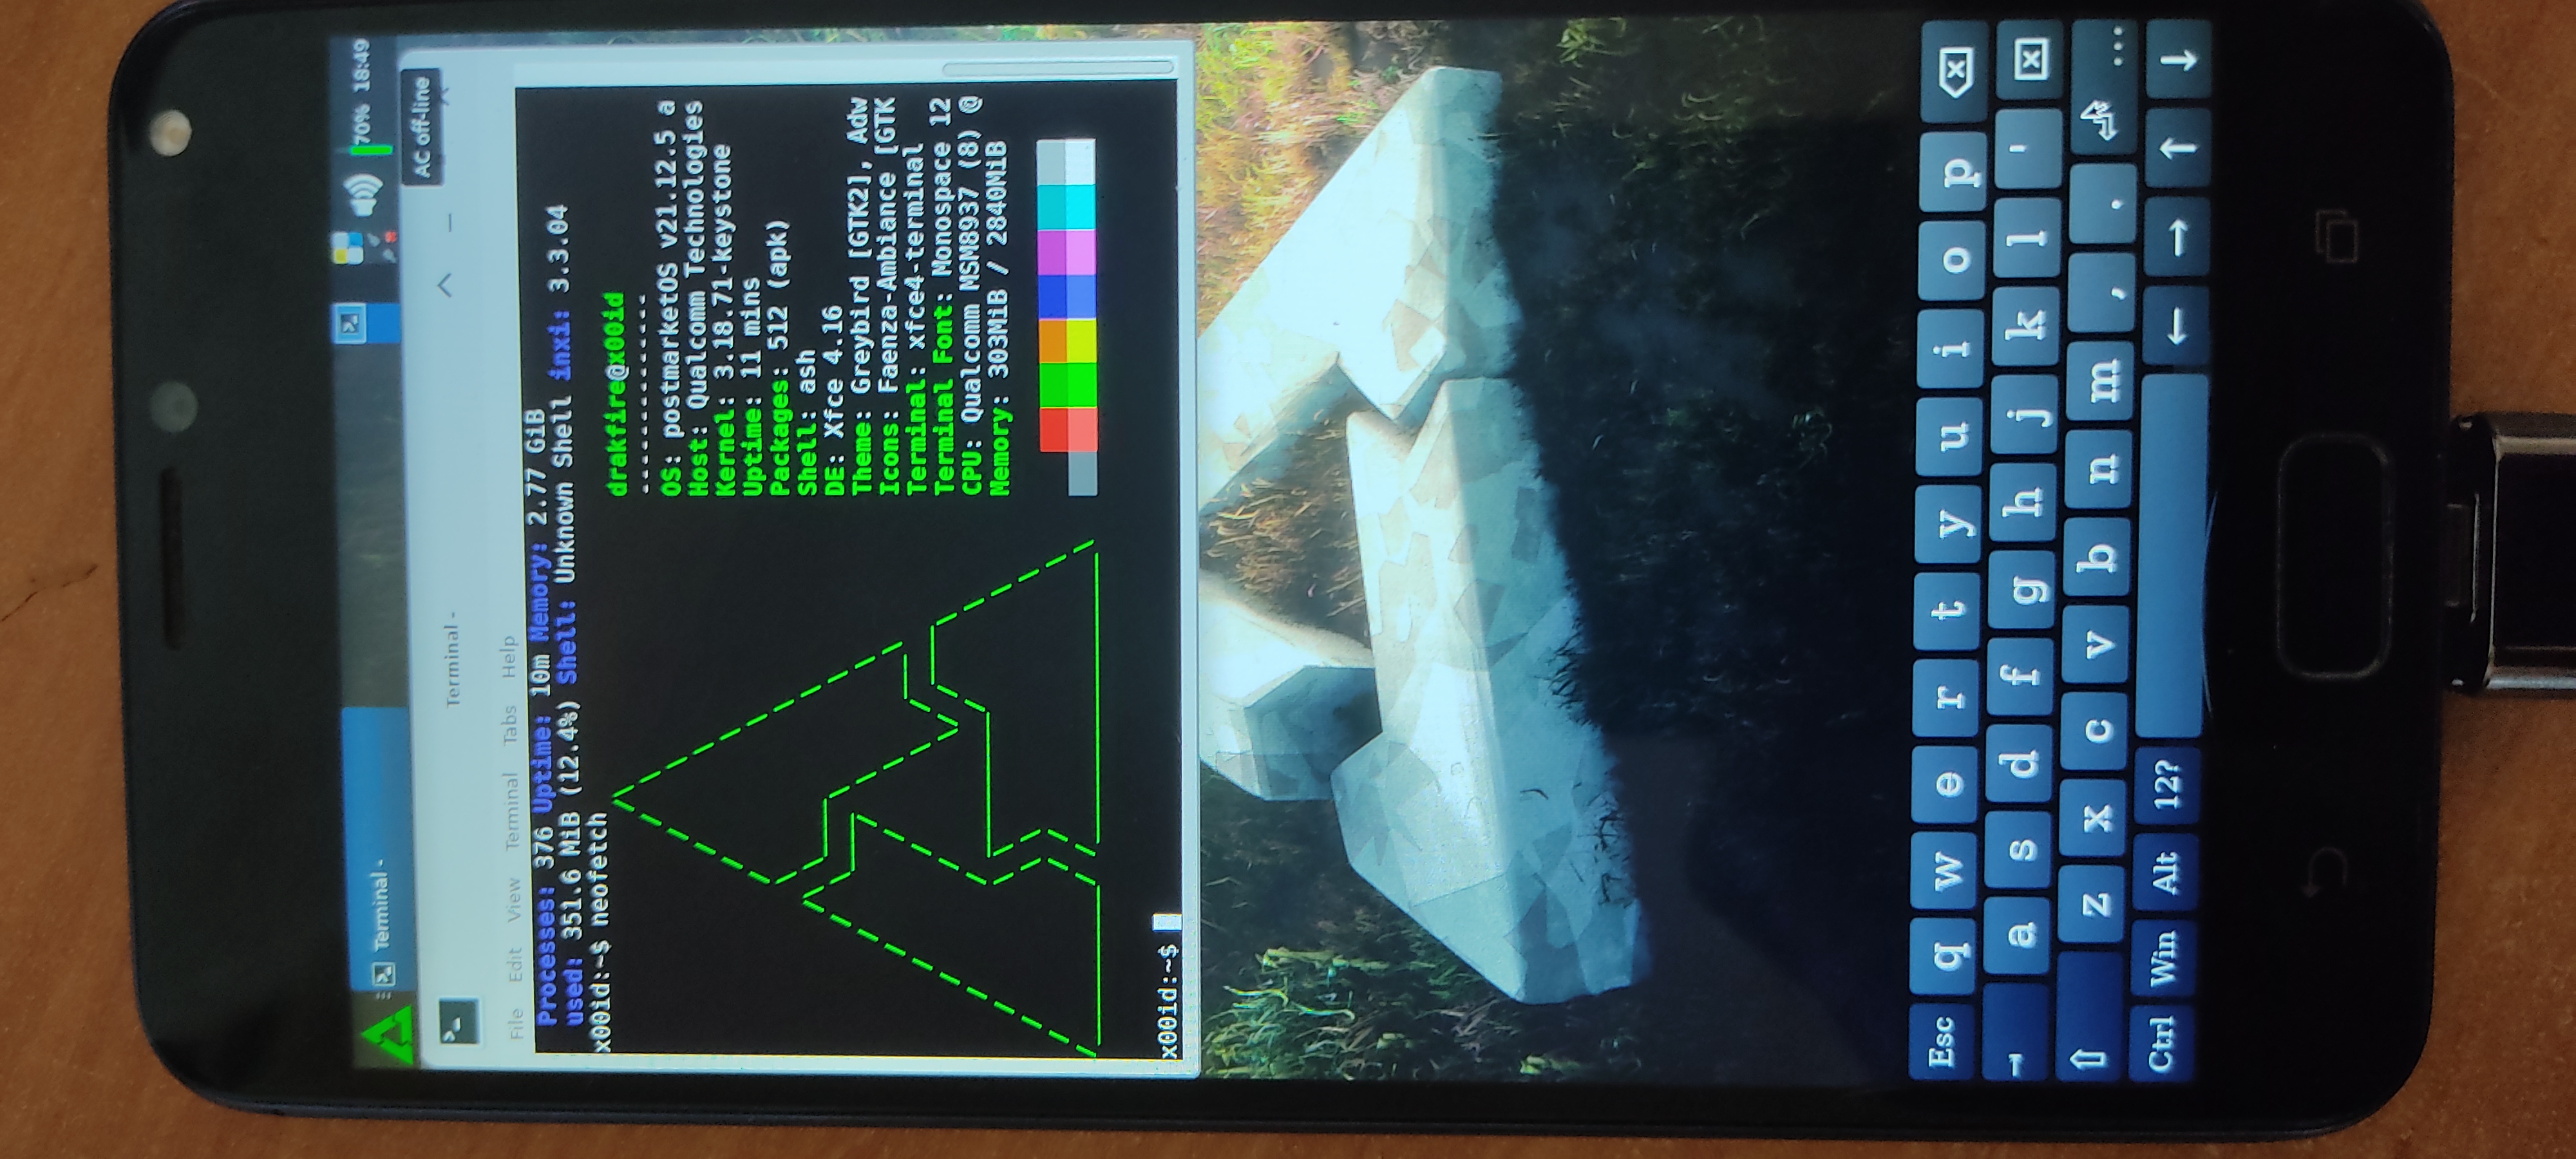 Terminal -
70% 18:49
AC off-line
Terminal -
File Edit View Terminal Tabs Help
Processes: 376 Uptime: 10m Memory: 2.77 GiB
used: 351.6 MiB (12.4%) Shell: Unknown Shell inxi: 3.3.04
x00id:~$ neofetch
drakfire@x00id
--------------
OS: postmarketOS v21.12.5 a
Host: Qualcomm Technologies
Kernel: 3.18.71-keystone
Uptime: 11 mins
Packages: 512 (apk)
Shell: ash
DE: Xfce 4.16
Theme: Greybird [GTK2], Adw
Icons: Faenza-Ambiance [GTK
Terminal: xfce4-terminal
Terminal Font: Monospace 12
CPU: Qualcomm MSM8937 (8) @
Memory: 303MiB / 2840MiB
x00id:~$
Esc q w e r t y u i o p
a s d f g h j k l '
z x c v b n m , . ...
Ctrl Win Alt 12? ← → ↑ ↓